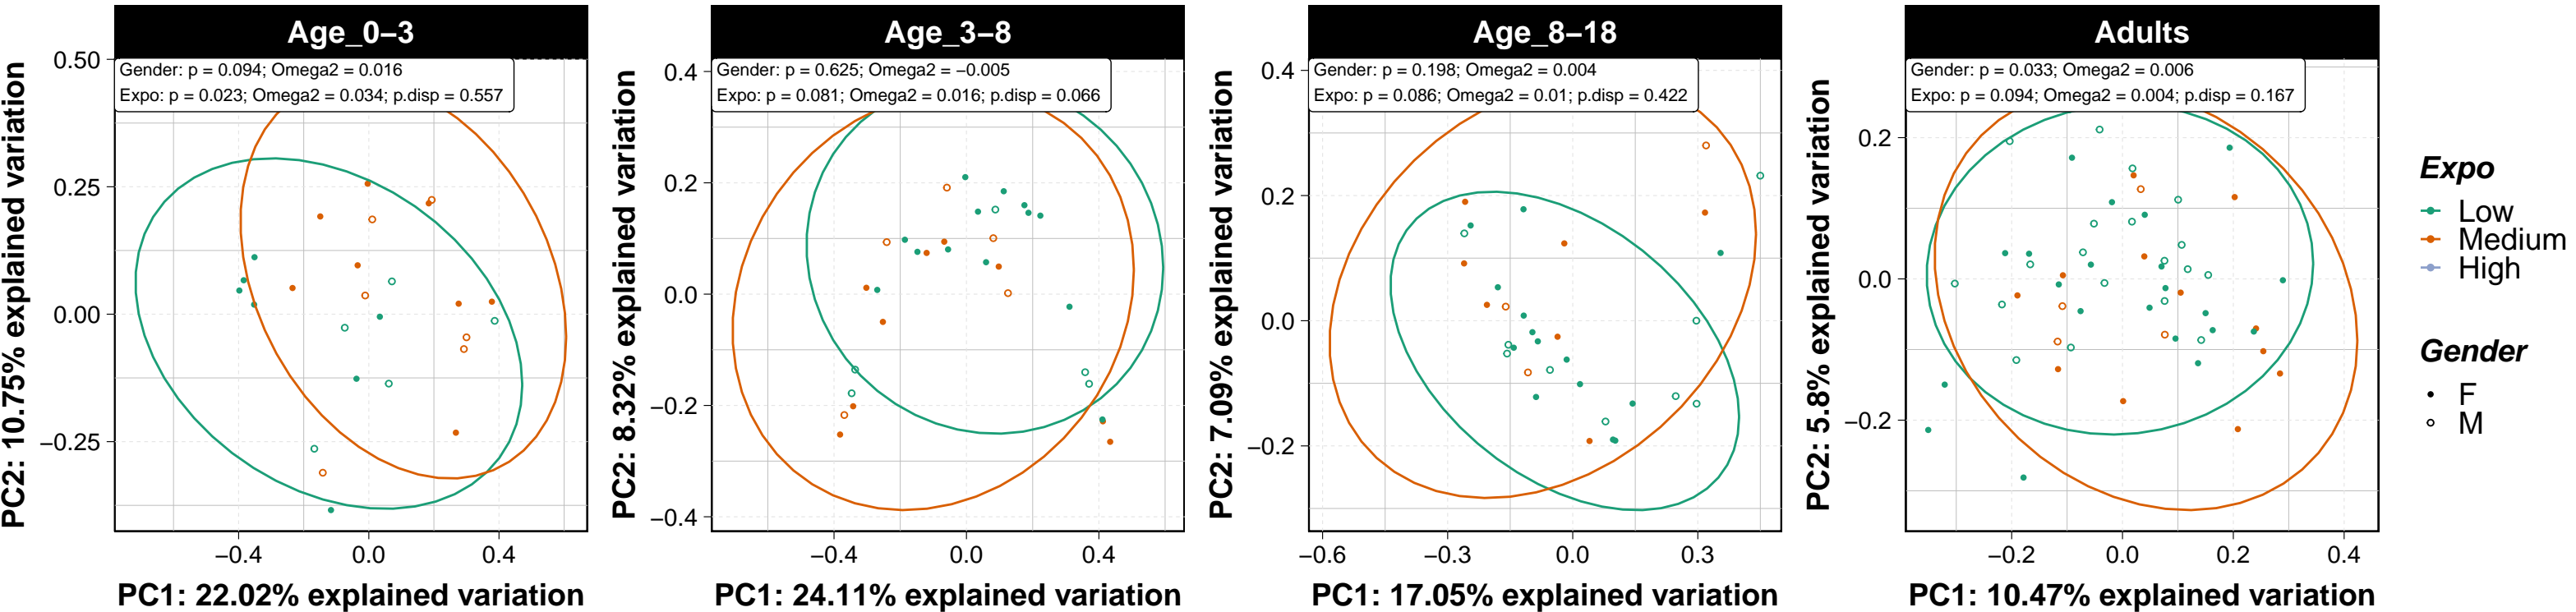 Age_0–3
Gender: p = 0.094; Omega2 = 0.016
Expo: p = 0.023; Omega2 = 0.034; p.disp = 0.557
0.50
0.25
0.00
−0.25
−0.4
0.0
0.4
PC2: 10.75% explained variation
PC1: 22.02% explained variation
Age_3–8
Gender: p = 0.625; Omega2 = −0.005
Expo: p = 0.081; Omega2 = 0.016; p.disp = 0.066
0.4
0.2
0.0
−0.2
−0.4
−0.4
0.0
0.4
PC2: 8.32% explained variation
PC1: 24.11% explained variation
Age_8–18
Gender: p = 0.198; Omega2 = 0.004
Expo: p = 0.086; Omega2 = 0.01; p.disp = 0.422
0.4
0.2
0.0
−0.2
−0.6
−0.3
0.0
0.3
PC2: 7.09% explained variation
PC1: 17.05% explained variation
Adults
Gender: p = 0.033; Omega2 = 0.006
Expo: p = 0.094; Omega2 = 0.004; p.disp = 0.167
0.2
0.0
−0.2
−0.2
0.0
0.2
0.4
PC2: 5.8% explained variation
PC1: 10.47% explained variation
Expo
Low
Medium
High
Gender
F
M